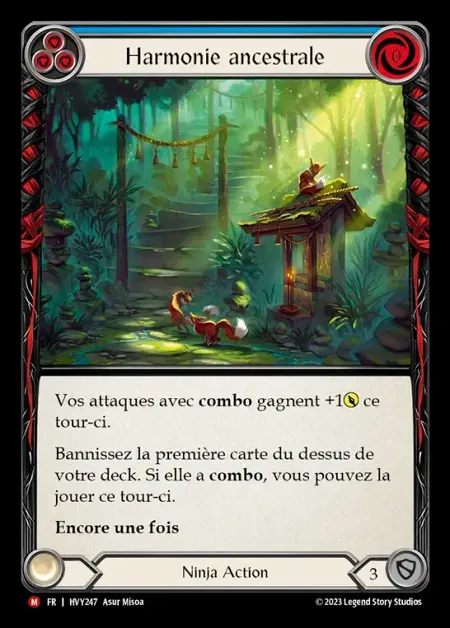 Harmonie ancestrale
0
Vos attaques avec combo gagnent +1 ce
tour-ci.
Bannissez la première carte du dessus de
votre deck. Si elle a combo, vous pouvez la
jouer ce tour-ci.
Encore une fois
Ninja Action
3
M FR | HVY247 Asur Misoa
© 2023 Legend Story Studios